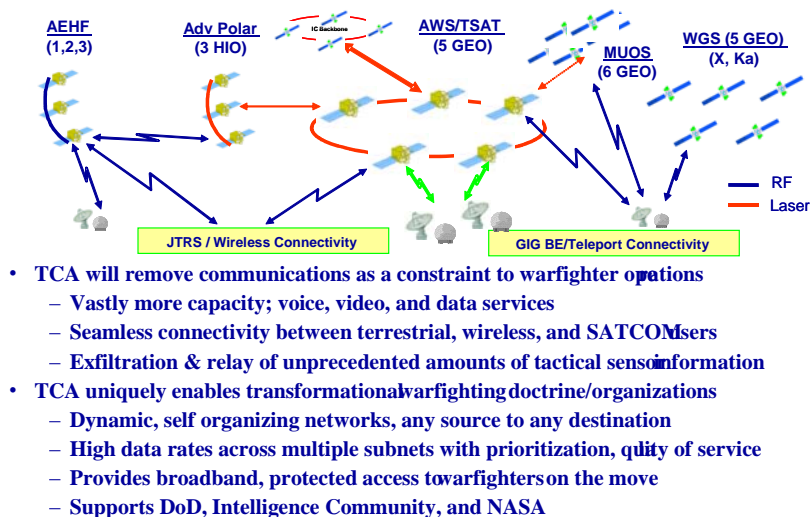 AEHF
(1,2,3)
Adv Polar
(3 HIO)
IC Backbone
AWS/TSAT
(5 GEO)
MUOS
(6 GEO)
WGS (5 GEO)
(X, Ka)
RF
Laser
JTRS / Wireless Connectivity
GIG BE/Teleport Connectivity
• TCA will remove communications as a constraint to warfighter operations
– Vastly more capacity; voice, video, and data services
– Seamless connectivity between terrestrial, wireless, and SATCOM users
– Exfiltration & relay of unprecedented amounts of tactical sensor information
• TCA uniquely enables transformational warfighting doctrine/organizations
– Dynamic, self organizing networks, any source to any destination
– High data rates across multiple subnets with prioritization, quality of service
– Provides broadband, protected access to warfighters on the move
– Supports DoD, Intelligence Community, and NASA